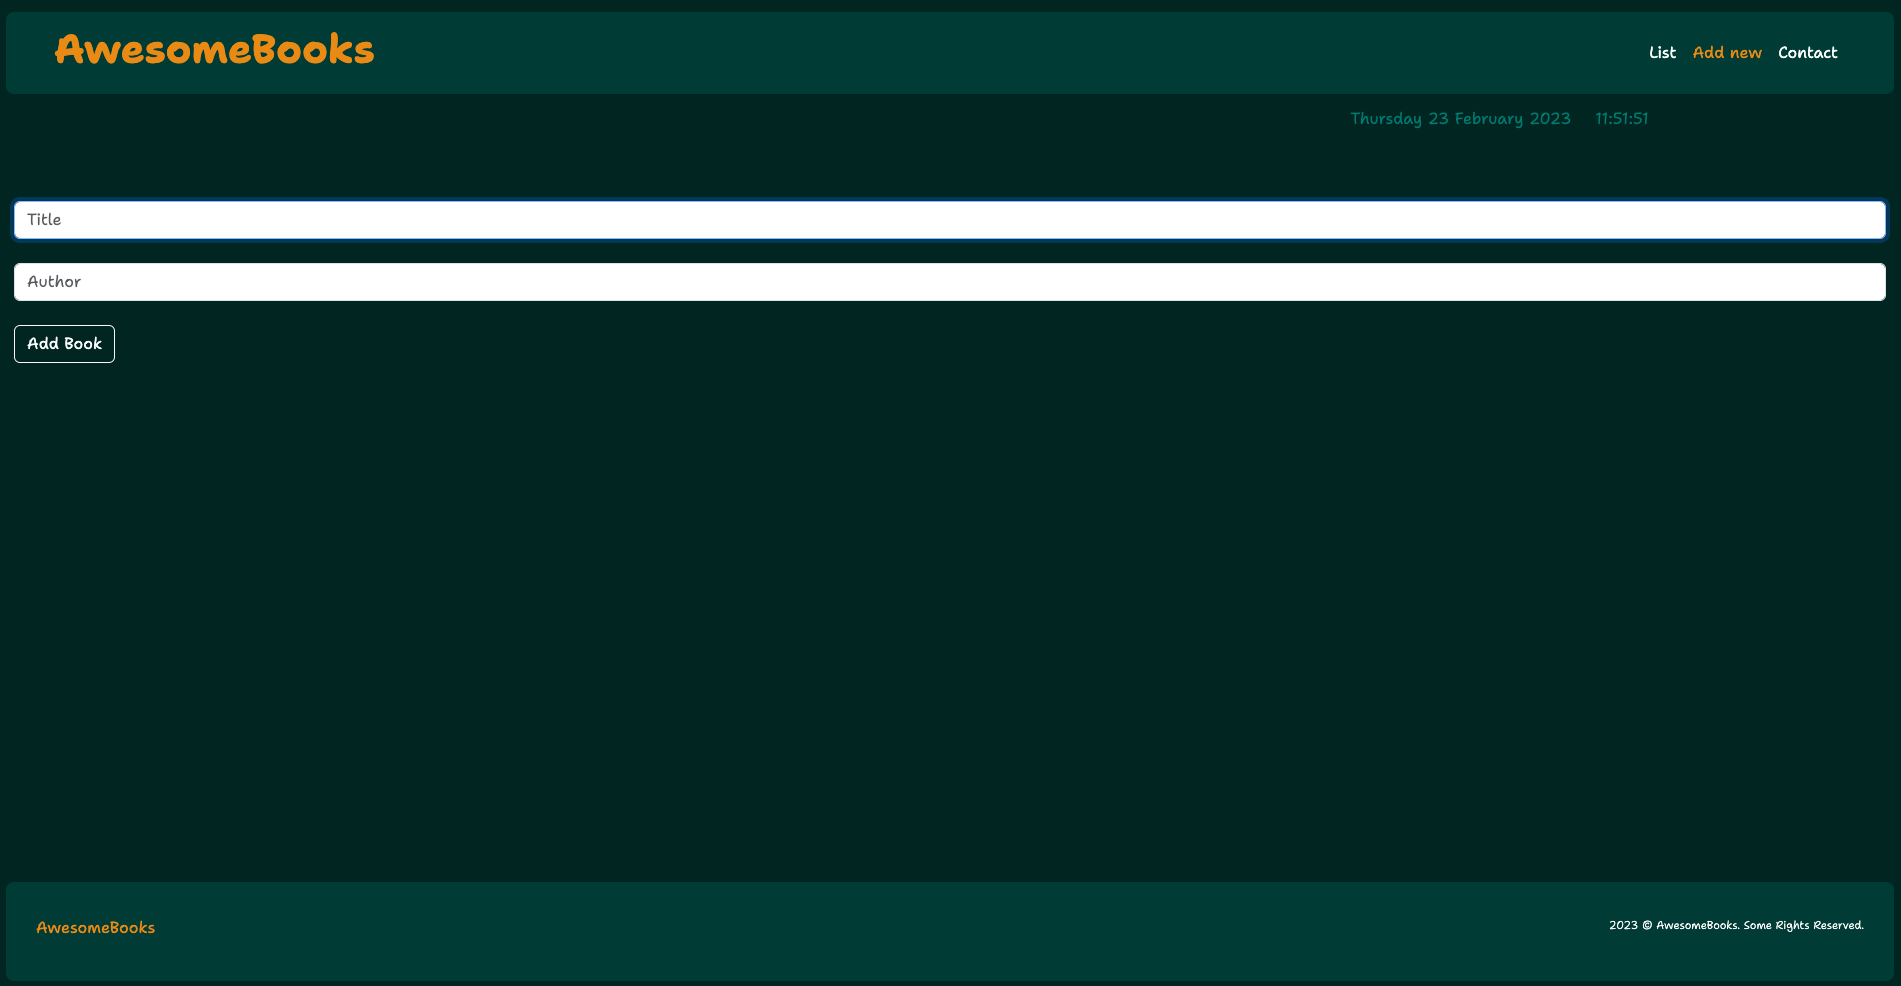 AwesomeBooks
List Add new Contact
Thursday 23 February 2023 11:51:51
Title
Author
Add Book
AwesomeBooks
2023 © AwesomeBooks. Some Rights Reserved.